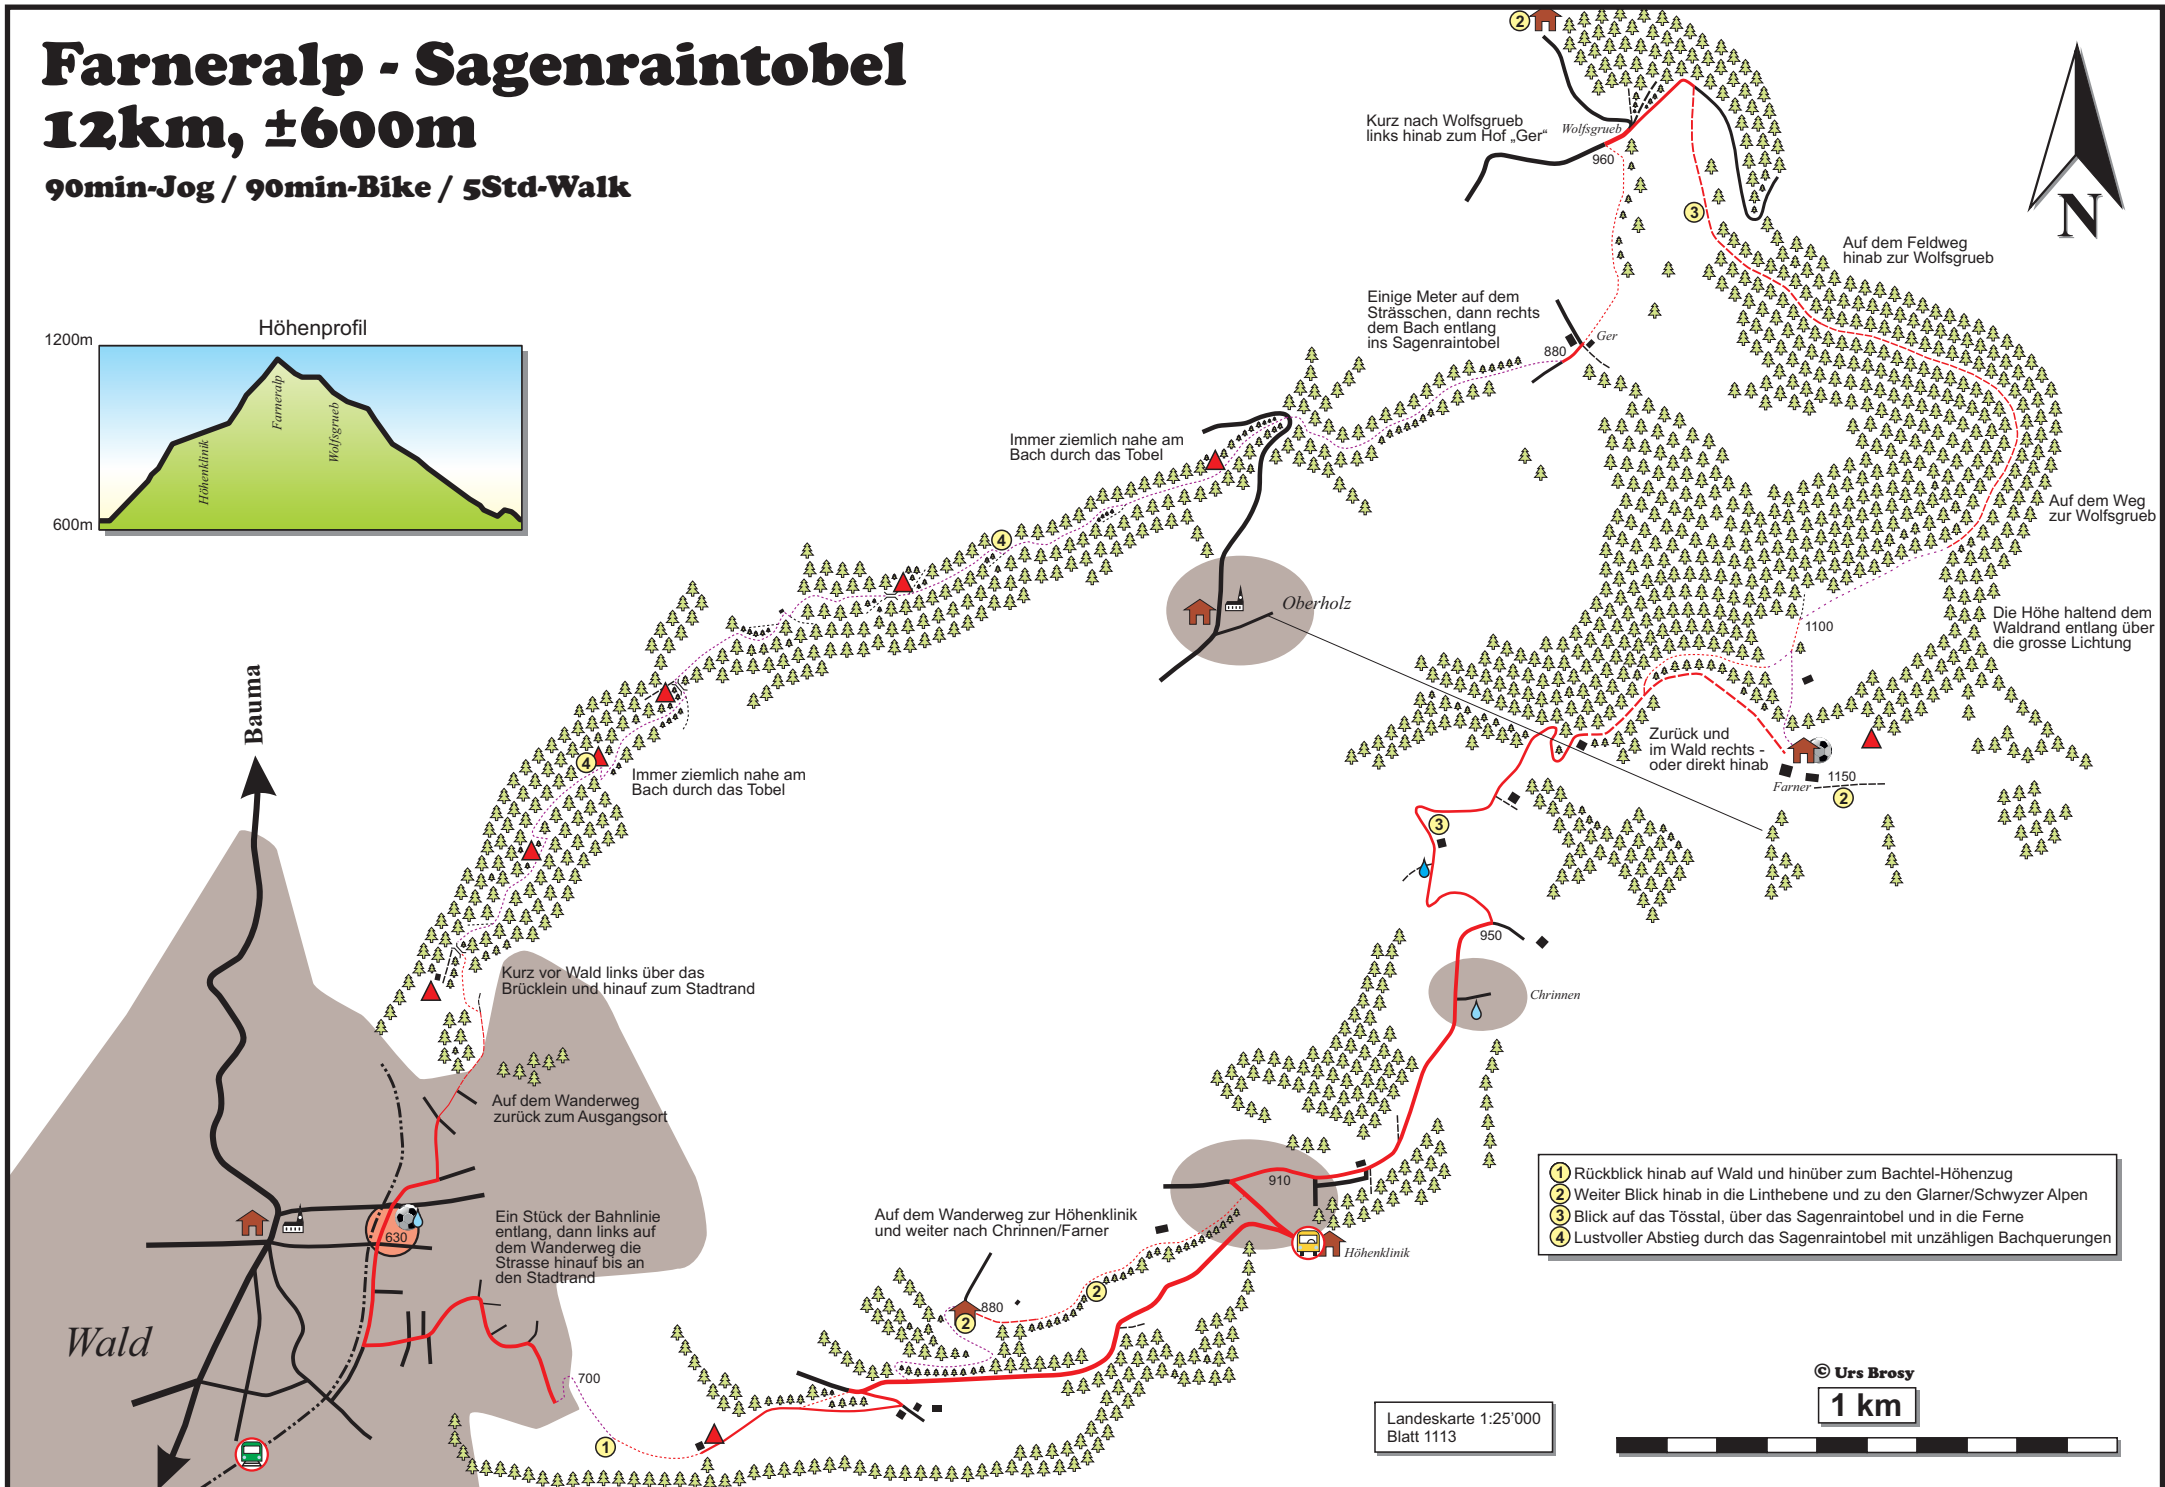 Farneralp - Sagenraintobel
12km, ±600m
90min-Jog / 90min-Bike / 5Std-Walk
Höhenprofil
1200m
600m
Höhenklinik
Farneralp
Wolfsgrueb
2
Kurz nach Wolfsgrueb
links hinab zum Hof „Ger“
Wolfsgrueb
960
N
3
Auf dem Feldweg
hinab zur Wolfsgrueb
Einige Meter auf dem
Strässchen, dann rechts
dem Bach entlang
ins Sagenraintobel
Ger
880
Immer ziemlich nahe am
Bach durch das Tobel
Auf dem Weg
zur Wolfsgrueb
4
Oberholz
Die Höhe haltend dem
Waldrand entlang über
die grosse Lichtung
1100
Bauma
Zurück und
im Wald rechts -
oder direkt hinab
4
Immer ziemlich nahe am
Bach durch das Tobel
Farner
1150
2
3
950
Kurz vor Wald links über das
Brücklein und hinauf zum Stadtrand
Chrinnen
Auf dem Wanderweg
zurück zum Ausgangsort
910
Auf dem Wanderweg zur Höhenklinik
und weiter nach Chrinnen/Farner
Höhenklinik
630
Ein Stück der Bahnlinie
entlang, dann links auf
dem Wanderweg die
Strasse hinauf bis an
den Stadtrand
2
880
2
Wald
700
1
1 Rückblick hinab auf Wald und hinüber zum Bachtel-Höhenzug
2 Weiter Blick hinab in die Linthebene und zu den Glarner/Schwyzer Alpen
3 Blick auf das Tösstal, über das Sagenraintobel und in die Ferne
4 Lustvoller Abstieg durch das Sagenraintobel mit unzähligen Bachquerungen
© Urs Brosy
1 km
Landeskarte 1:25'000
Blatt 1113